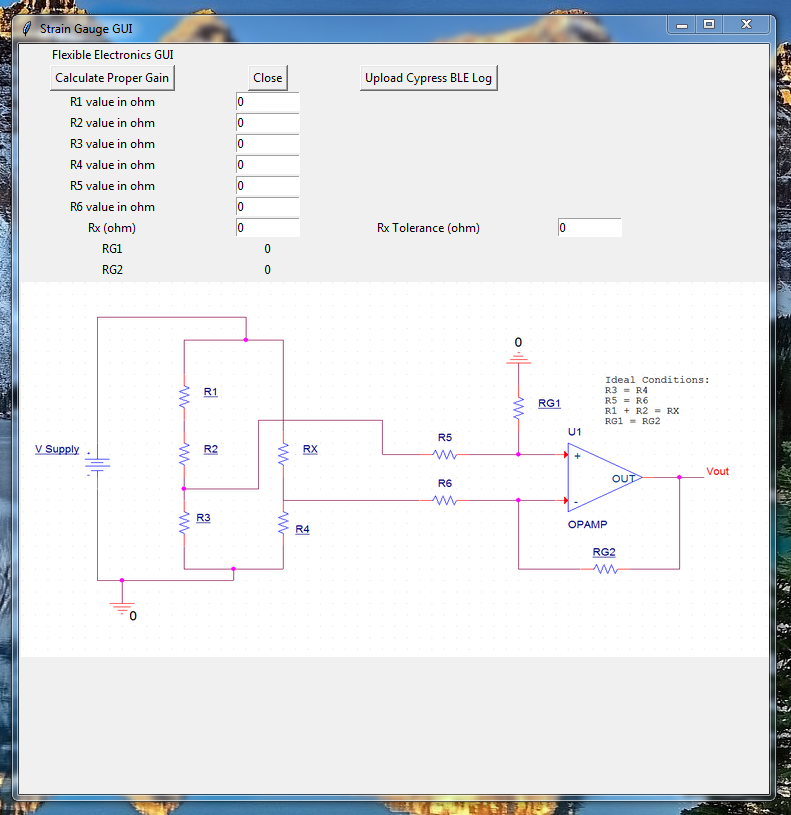 Strain Gauge GUI
Flexible Electronics GUI
Calculate Proper Gain
Close
Upload Cypress BLE Log
R1 value in ohm
0
R2 value in ohm
0
R3 value in ohm
0
R4 value in ohm
0
R5 value in ohm
0
R6 value in ohm
0
Rx (ohm)
0
Rx Tolerance (ohm)
0
RG1
0
RG2
0
0
Ideal Conditions:
R3 = R4
R5 = R6
R1 + R2 = RX
RG1 = RG2
R1
RG1
U1
R5
V Supply
R2
RX
+
OUT
Vout
R6
-
R3
R4
OPAMP
RG2
0